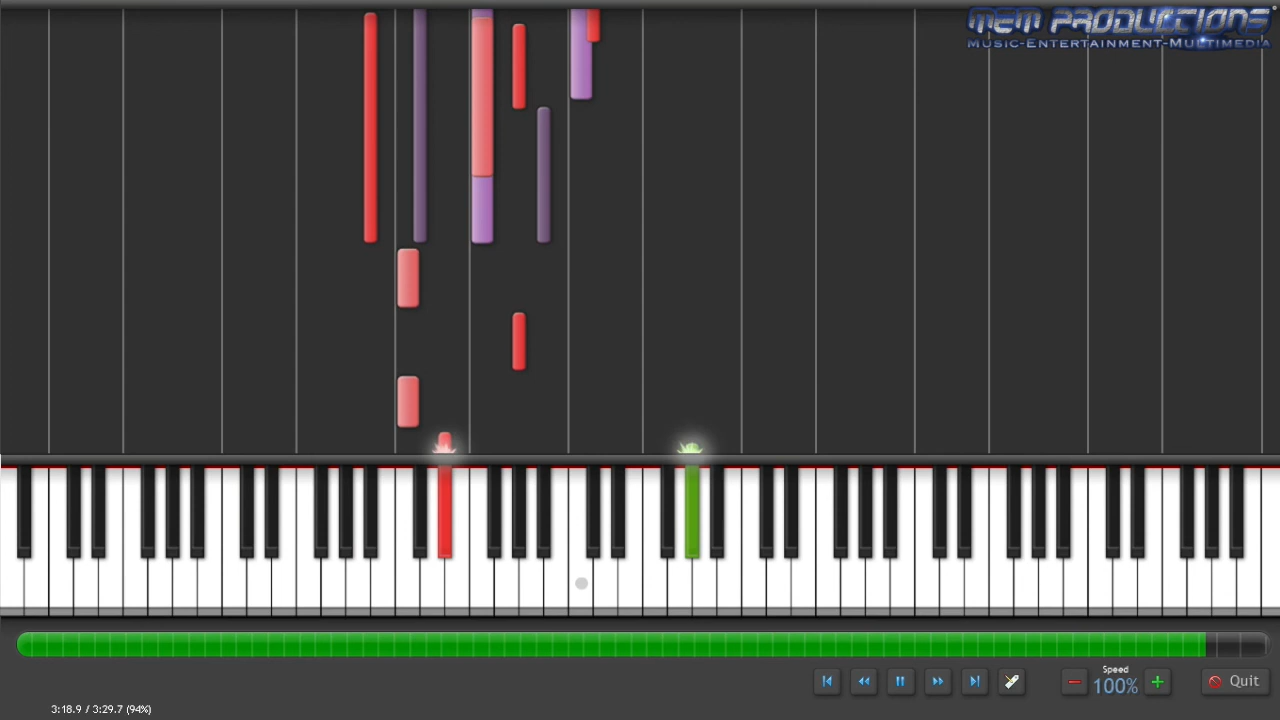 MEM PRODUCTIONS
MUSIC-ENTERTAINMENT-MULTIMEDIA
Speed
100%
Quit
3:18.9 / 3:29.7 (94%)